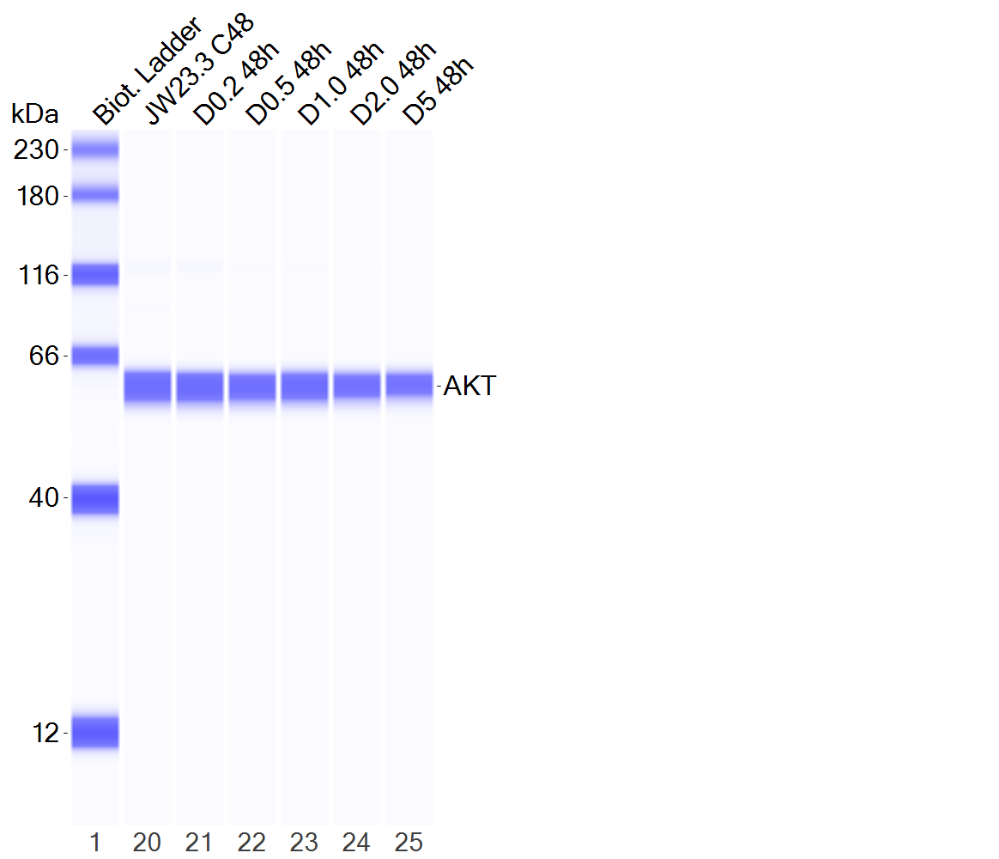 Biot. Ladder
JW23.3 C48
D0.2 48h
D0.5 48h
D1.0 48h
D2.0 48h
D5 48h
kDa
230
180
116
66
AKT
40
12
1 20 21 22 23 24 25